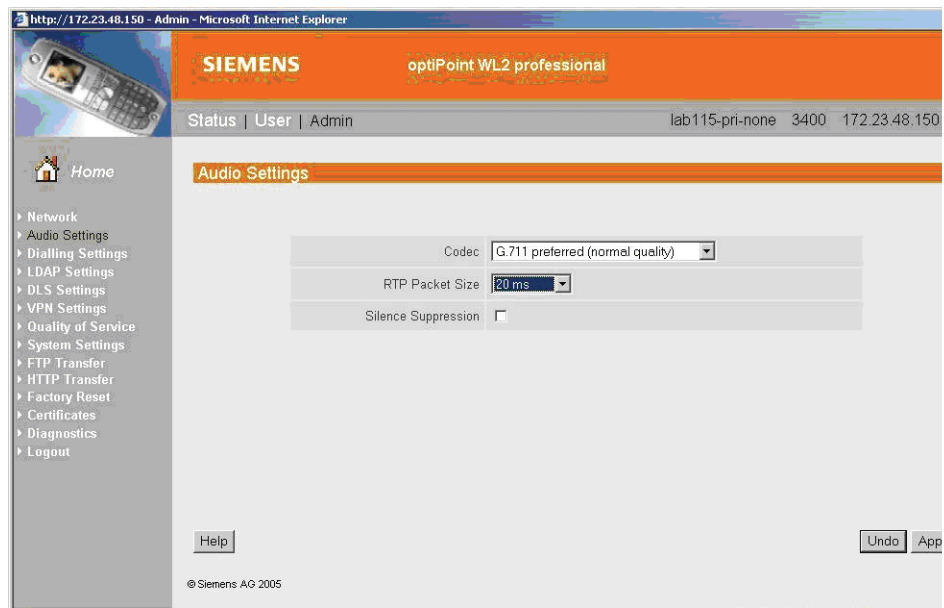 http://172.23.48.150 - Admin - Microsoft Internet Explorer
SIEMENS optiPoint WL2 professional
Status | User | Admin lab115-pri-none 3400 172.23.48.150
Home
Audio Settings
Network
Audio Settings
Dialling Settings
LDAP Settings
DLS Settings
VPN Settings
Quality of Service
System Settings
FTP Transfer
HTTP Transfer
Factory Reset
Certificates
Diagnostics
Logout
Codec G.711 preferred (normal quality)
RTP Packet Size 20 ms
Silence Suppression
Help Undo App
© Siemens AG 2005